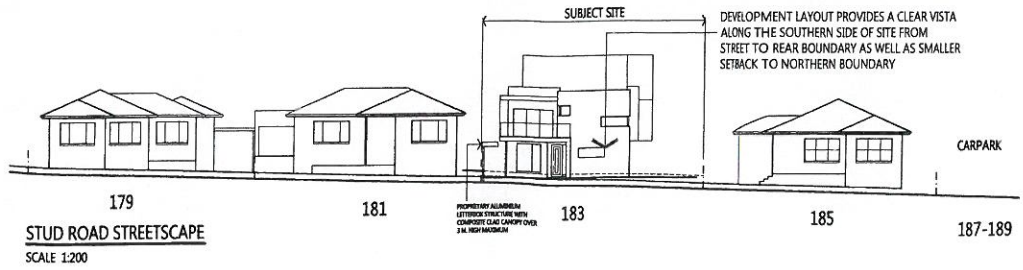 SUBJECT SITE
DEVELOPMENT LAYOUT PROVIDES A CLEAR VISTA
ALONG THE SOUTHERN SIDE OF SITE FROM
STREET TO REAR BOUNDARY AS WELL AS SMALLER
SETBACK TO NORTHERN BOUNDARY
CARPARK
179
181
PROPRIETARY ALUMINIUM
LETTERBOX STRUCTURE WITH
COMPOSITE CLAD CANOPY OVER
3 M. HIGH MAXIMUM
183
185
187-189
STUD ROAD STREETSCAPE
SCALE 1:200